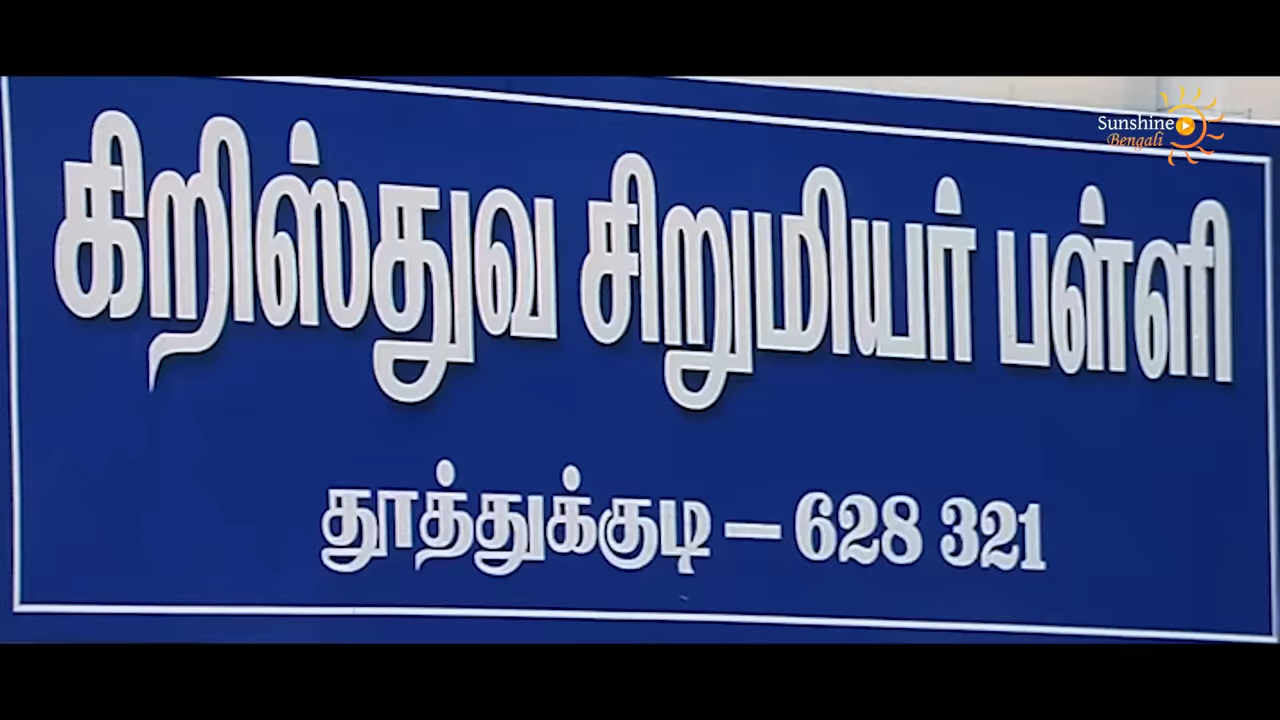 Sunshine
Bengali
கிறிஸ்துவ சிறுமியர் பள்ளி
தூத்துக்குடி – 628 321